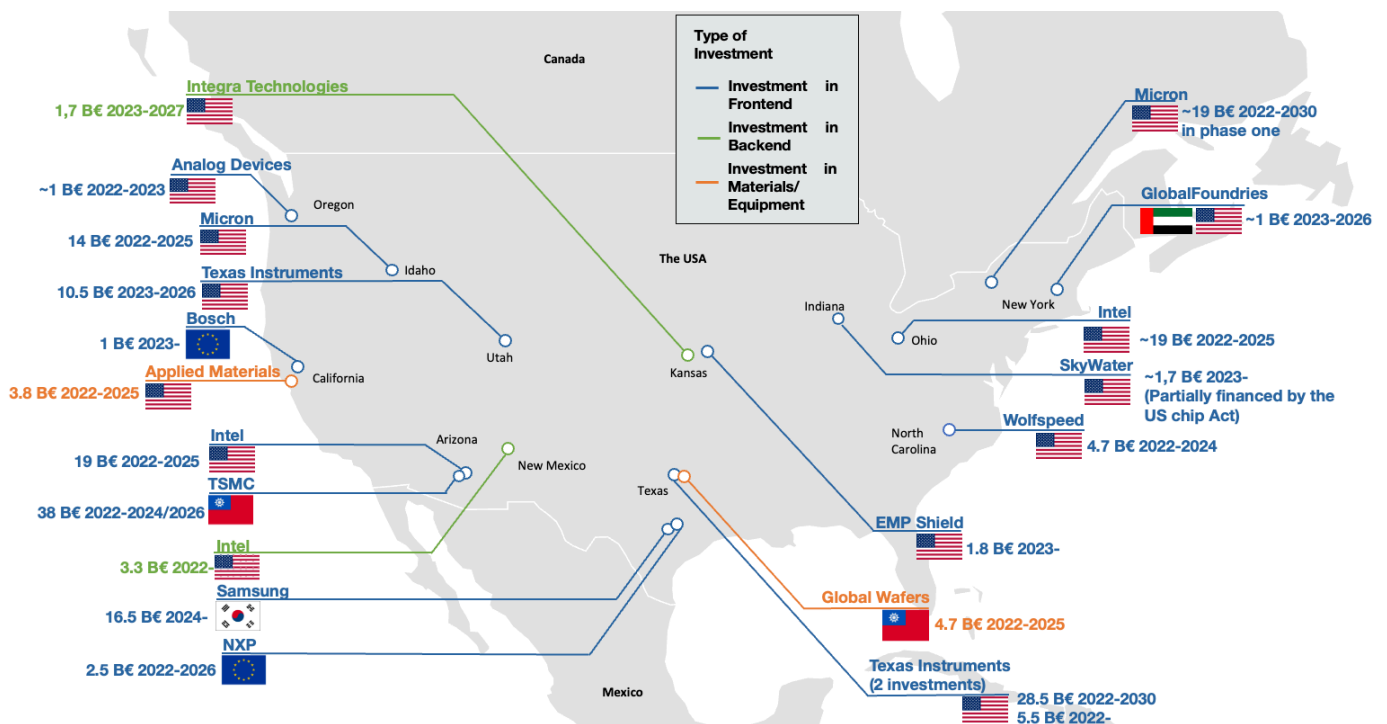 Type of
Investment
Investment in
Frontend
Investment in
Backend
Investment in
Materials/
Equipment
Canada
The USA
Mexico
Integra Technologies
1,7 B€ 2023-2027
Analog Devices
~1 B€ 2022-2023
Oregon
Micron
14 B€ 2022-2025
Idaho
Texas Instruments
10.5 B€ 2023-2026
Utah
Bosch
1 B€ 2023-
California
Applied Materials
3.8 B€ 2022-2025
Intel
19 B€ 2022-2025
Arizona
TSMC
38 B€ 2022-2024/2026
New Mexico
Intel
3.3 B€ 2022-
Samsung
16.5 B€ 2024-
NXP
2.5 B€ 2022-2026
Kansas
Texas
Micron
~19 B€ 2022-2030
in phase one
GlobalFoundries
~1 B€ 2023-2026
New York
Indiana
Ohio
Intel
~19 B€ 2022-2025
SkyWater
~1,7 B€ 2023-
(Partially financed by the
US chip Act)
North
Carolina
Wolfspeed
4.7 B€ 2022-2024
EMP Shield
1.8 B€ 2023-
Global Wafers
4.7 B€ 2022-2025
Texas Instruments
(2 investments)
28.5 B€ 2022-2030
5.5 B€ 2022-